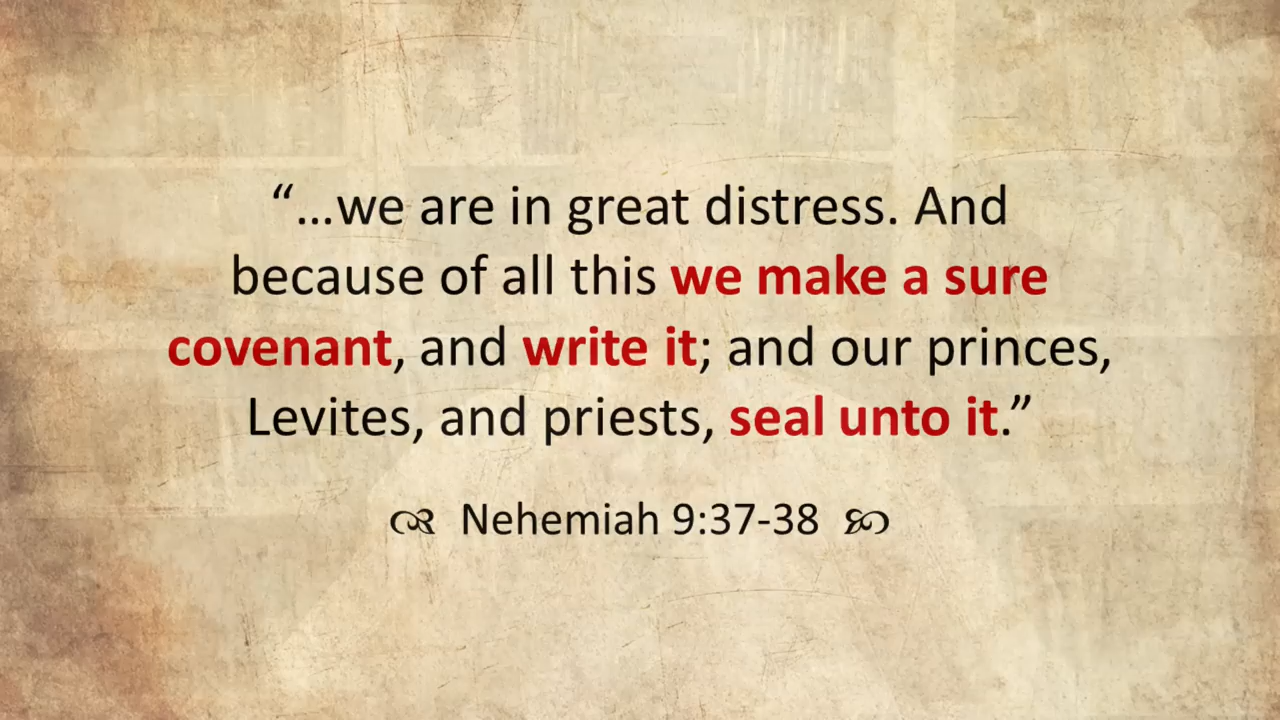 “…we are in great distress. And
because of all this we make a sure
covenant, and write it; and our princes,
Levites, and priests, seal unto it.”
Nehemiah 9:37-38